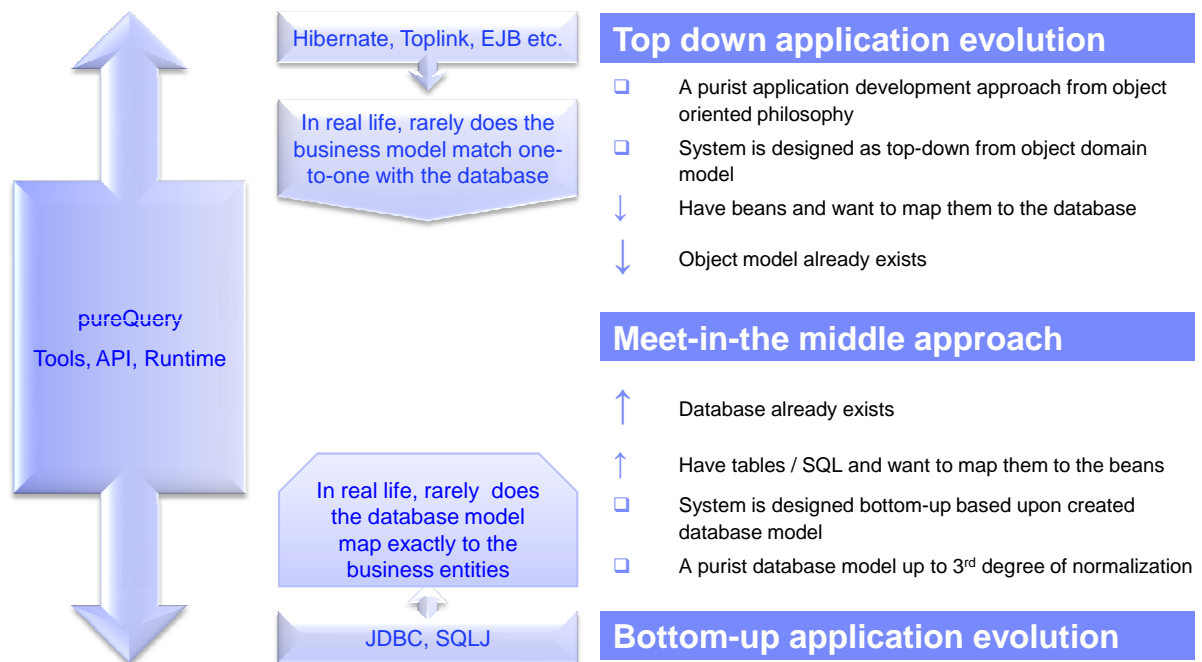 Hibernate, Toplink, EJB etc.
In real life, rarely does the
business model match one-
to-one with the database
pureQuery
Tools, API, Runtime
In real life, rarely  does
the database model
map exactly to the
business entities
JDBC, SQLJ
Top down application evolution
❑ A purist application development approach from object
oriented philosophy
❑ System is designed as top-down from object domain
model
↓ Have beans and want to map them to the database
↓ Object model already exists
Meet-in-the middle approach
↑ Database already exists
↑ Have tables / SQL and want to map them to the beans
❑ System is designed bottom-up based upon created
database model
❑ A purist database model up to 3rd degree of normalization
Bottom-up application evolution